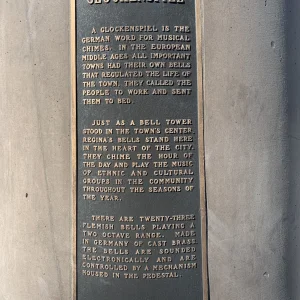 GLOCKENSPIEL
A GLOCKENSPIEL IS THE
GERMAN WORD FOR MUSICAL
CHIMES. IN THE EUROPEAN
MIDDLE AGES ALL IMPORTANT
TOWNS HAD THEIR OWN BELLS
THAT REGULATED THE LIFE OF
THE TOWN. THEY CALLED THE
PEOPLE TO WORK AND SENT
THEM TO BED.
JUST AS A BELL TOWER
STOOD IN THE TOWN'S CENTER,
REGINA'S BELLS STAND HERE
IN THE HEART OF THE CITY.
THEY CHIME THE HOUR OF
THE DAY AND PLAY THE MUSIC
OF ETHNIC AND CULTURAL
GROUPS IN THE COMMUNITY
THROUGHOUT THE SEASONS OF
THE YEAR.
THERE ARE TWENTY-THREE
FLEMISH BELLS PLAYING A
TWO OCTAVE RANGE. MADE
IN GERMANY OF CAST BRASS
THE BELLS ARE SOUNDED
ELECTRONICALLY AND ARE
CONTROLLED BY A MECHANISM
HOUSED IN THE PEDESTAL.